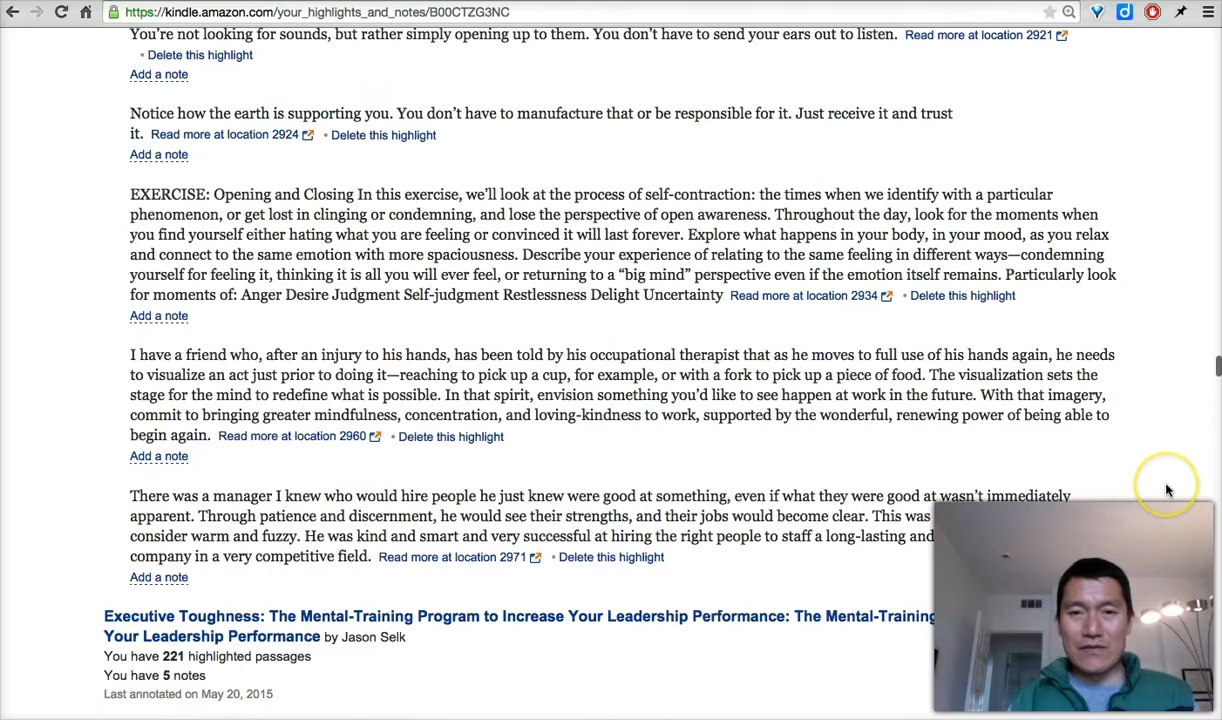 https://kindle.amazon.com/your_highlights_and_notes/B00CTZG3NC
You’re not looking for sounds, but rather simply opening up to them. You don’t have to send your ears out to listen. Read more at location 2921
• Delete this highlight
Add a note
Notice how the earth is supporting you. You don’t have to manufacture that or be responsible for it. Just receive it and trust
it. Read more at location 2924 • Delete this highlight
Add a note
EXERCISE: Opening and Closing In this exercise, we’ll look at the process of self-contraction: the times when we identify with a particular
phenomenon, or get lost in clinging or condemning, and lose the perspective of open awareness. Throughout the day, look for the moments when
you find yourself either hating what you are feeling or convinced it will last forever. Explore what happens in your body, in your mood, as you relax
and connect to the same emotion with more spaciousness. Describe your experience of relating to the same feeling in different ways—condemning
yourself for feeling it, thinking it is all you will ever feel, or returning to a “big mind” perspective even if the emotion itself remains. Particularly look
for moments of: Anger Desire Judgment Self-judgment Restlessness Delight Uncertainty Read more at location 2934 • Delete this highlight
Add a note
I have a friend who, after an injury to his hands, has been told by his occupational therapist that as he moves to full use of his hands again, he needs
to visualize an act just prior to doing it—reaching to pick up a cup, for example, or with a fork to pick up a piece of food. The visualization sets the
stage for the mind to redefine what is possible. In that spirit, envision something you’d like to see happen at work in the future. With that imagery,
commit to bringing greater mindfulness, concentration, and loving-kindness to work, supported by the wonderful, renewing power of being able to
begin again. Read more at location 2960 • Delete this highlight
Add a note
There was a manager I knew who would hire people he just knew were good at something, even if what they were good at wasn’t immediately
apparent. Through patience and discernment, he would see their strengths, and their jobs would become clear. This was
consider warm and fuzzy. He was kind and smart and very successful at hiring the right people to staff a long-lasting and
company in a very competitive field. Read more at location 2971 • Delete this highlight
Add a note
Executive Toughness: The Mental-Training Program to Increase Your Leadership Performance: The Mental-Training
Your Leadership Performance by Jason Selk
You have 221 highlighted passages
You have 5 notes
Last annotated on May 20, 2015